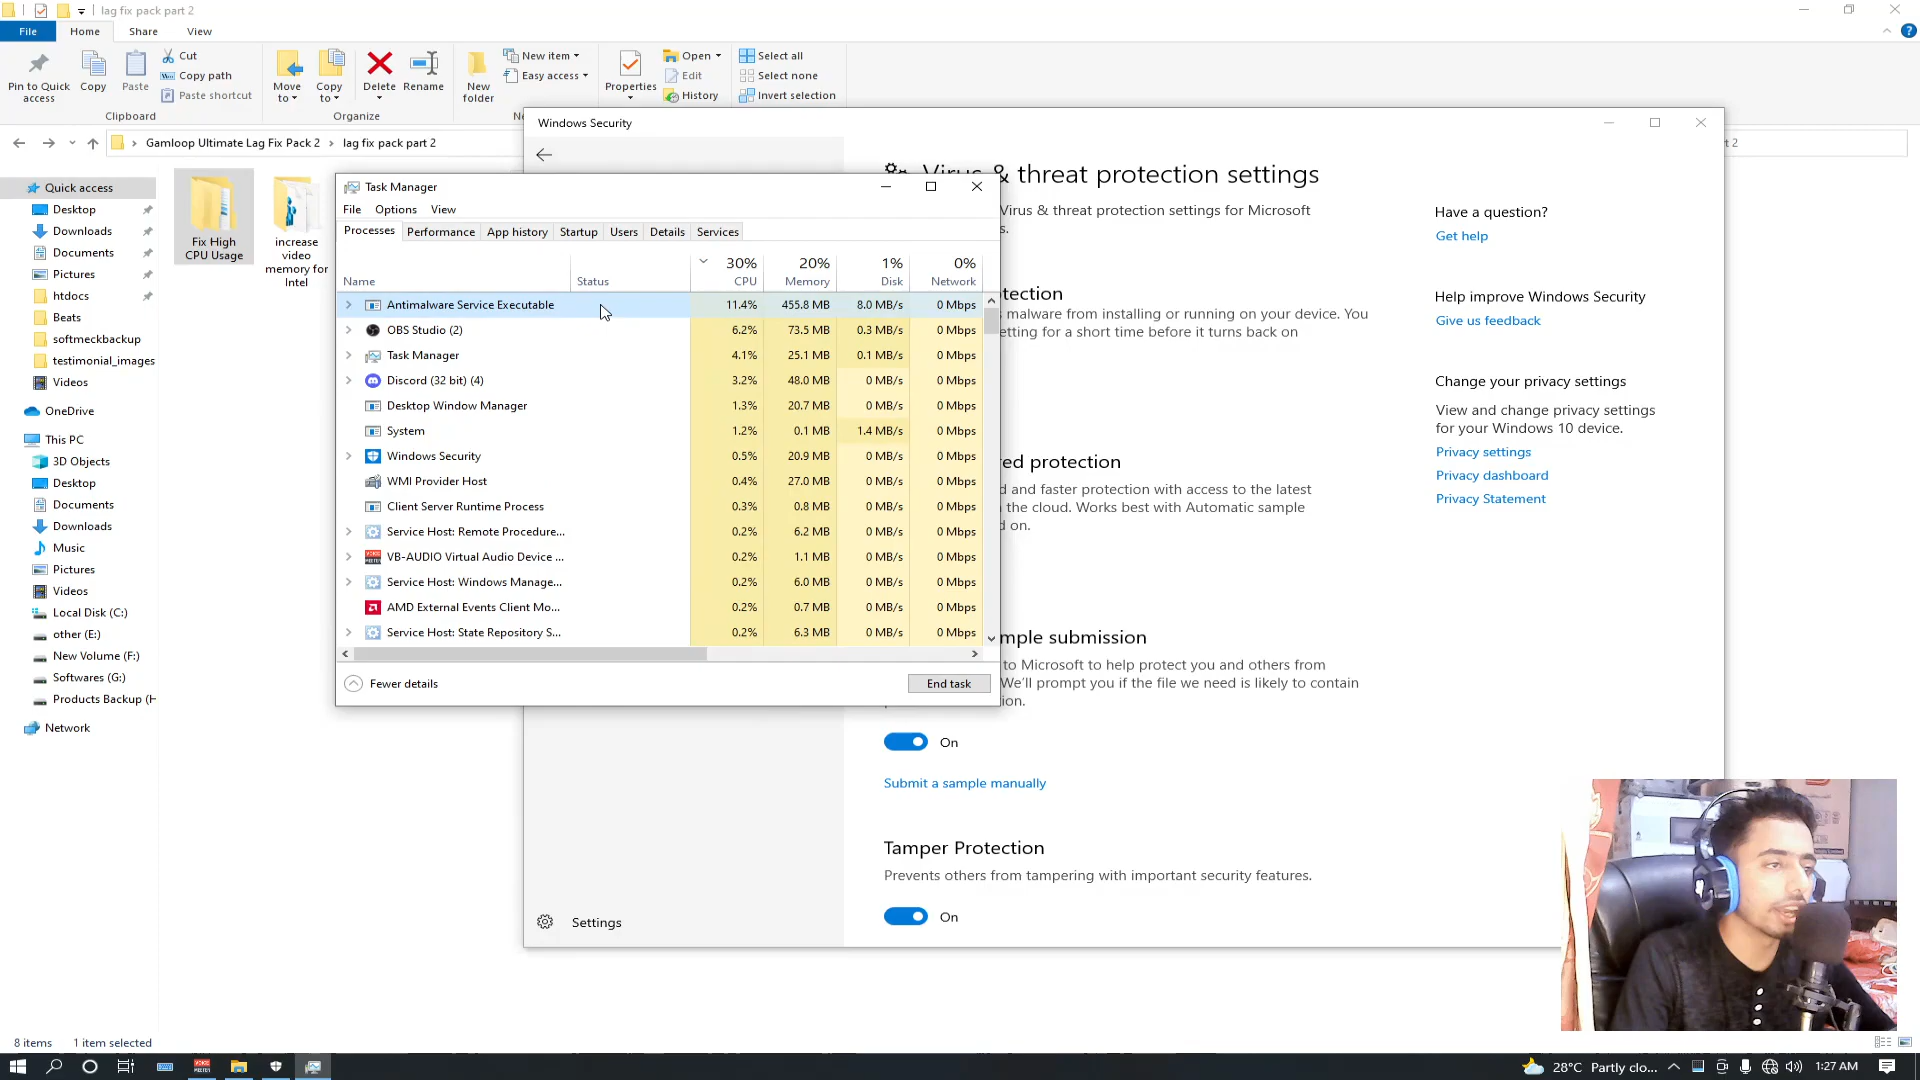 lag fix pack part 2
File
Home
Share
View
Pin to Quick access
Copy
Paste
Cut
Copy path
Paste shortcut
Clipboard
Move to
Copy to
Delete
Rename
Organize
New folder
New item
Easy access
Properties
Open
Edit
History
Select all
Select none
Invert selection
Gamloop Ultimate Lag Fix Pack 2 > lag fix pack part 2
Quick access
Desktop
Downloads
Documents
Pictures
htdocs
Beats
softmeckbackup
testimonial_images
Videos
OneDrive
This PC
3D Objects
Desktop
Documents
Downloads
Music
Pictures
Videos
Local Disk (C:)
other (E:)
New Volume (F:)
Softwares (G:)
Products Backup (H
Network
Fix High
CPU Usage
increase
video
memory for
Intel
Task Manager
File Options View
Processes Performance App history Startup Users Details Services
30% 20% 1% 0%
Name Status CPU Memory Disk Network
Antimalware Service Executable 11.4% 455.8 MB 8.0 MB/s 0 Mbps
OBS Studio (2) 6.2% 73.5 MB 0.3 MB/s 0 Mbps
Task Manager 4.1% 25.1 MB 0.1 MB/s 0 Mbps
Discord (32 bit) (4) 3.2% 48.0 MB 0 MB/s 0 Mbps
Desktop Window Manager 1.3% 20.7 MB 0 MB/s 0 Mbps
System 1.2% 0.1 MB 1.4 MB/s 0 Mbps
Windows Security 0.5% 20.9 MB 0 MB/s 0 Mbps
WMI Provider Host 0.4% 27.0 MB 0 MB/s 0 Mbps
Client Server Runtime Process 0.3% 0.8 MB 0 MB/s 0 Mbps
Service Host: Remote Procedure... 0.2% 6.2 MB 0 MB/s 0 Mbps
VB-AUDIO Virtual Audio Device ... 0.2% 1.1 MB 0 MB/s 0 Mbps
Service Host: Windows Manage... 0.2% 6.0 MB 0 MB/s 0 Mbps
AMD External Events Client Mo... 0.2% 0.7 MB 0 MB/s 0 Mbps
Service Host: State Repository S... 0.2% 6.3 MB 0 MB/s 0 Mbps
Fewer details
End task
Windows Security
& threat protection settings
Virus & threat protection settings for Microsoft
malware from installing or running on your device. You
for a short time before it turns back on
protection
and faster protection with access to the latest
the cloud. Works best with Automatic sample
on.
submission
to Microsoft to help protect you and others from
We'll prompt you if the file we need is likely to contain
On
Submit a sample manually
Tamper Protection
Prevents others from tampering with important security features.
On
Settings
Have a question?
Get help
Help improve Windows Security
Give us feedback
Change your privacy settings
View and change privacy settings
for your Windows 10 device.
Privacy settings
Privacy dashboard
Privacy Statement
8 items 1 item selected
28°C Partly clo... 1:27 AM